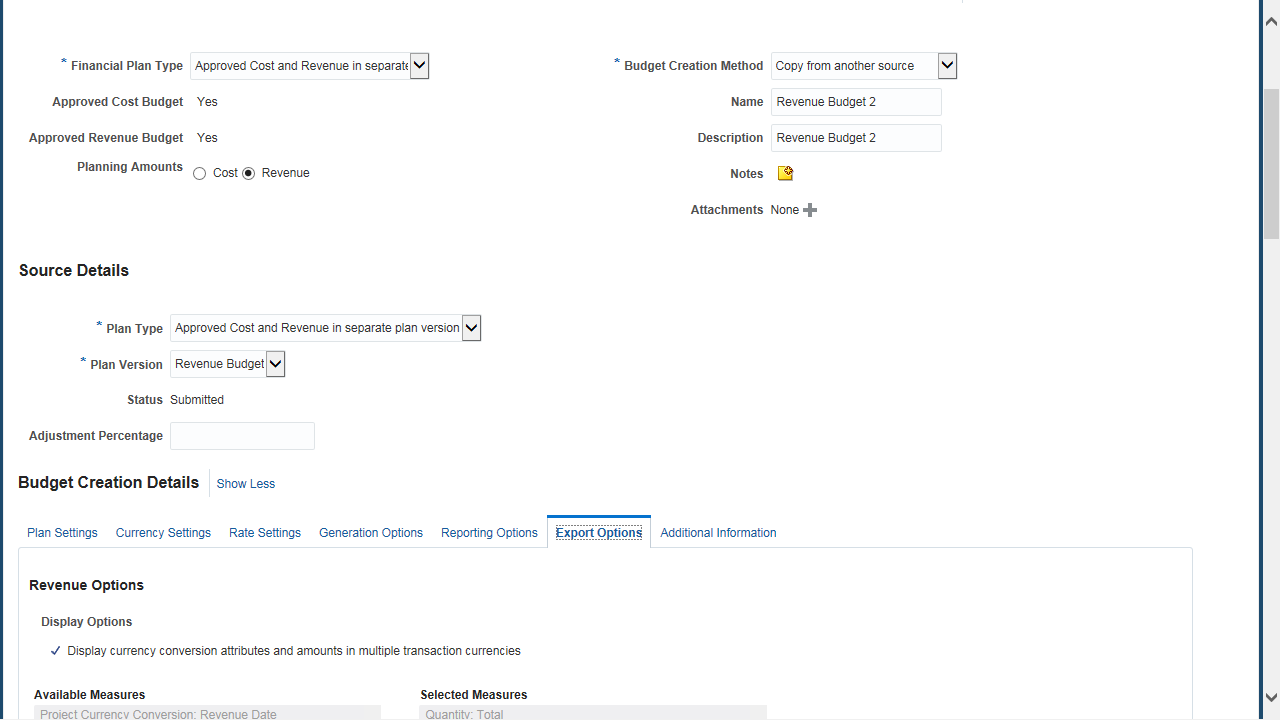 * Financial Plan Type Approved Cost and Revenue in separate
Approved Cost Budget Yes
Approved Revenue Budget Yes
Planning Amounts Cost Revenue
* Budget Creation Method Copy from another source
Name Revenue Budget 2
Description Revenue Budget 2
Notes
Attachments None
Source Details
* Plan Type Approved Cost and Revenue in separate plan version
* Plan Version Revenue Budget
Status Submitted
Adjustment Percentage
Budget Creation Details Show Less
Plan Settings Currency Settings Rate Settings Generation Options Reporting Options Export Options Additional Information
Revenue Options
Display Options
Display currency conversion attributes and amounts in multiple transaction currencies
Available Measures Selected Measures
Project Currency Conversion: Revenue Date Quantity: Total